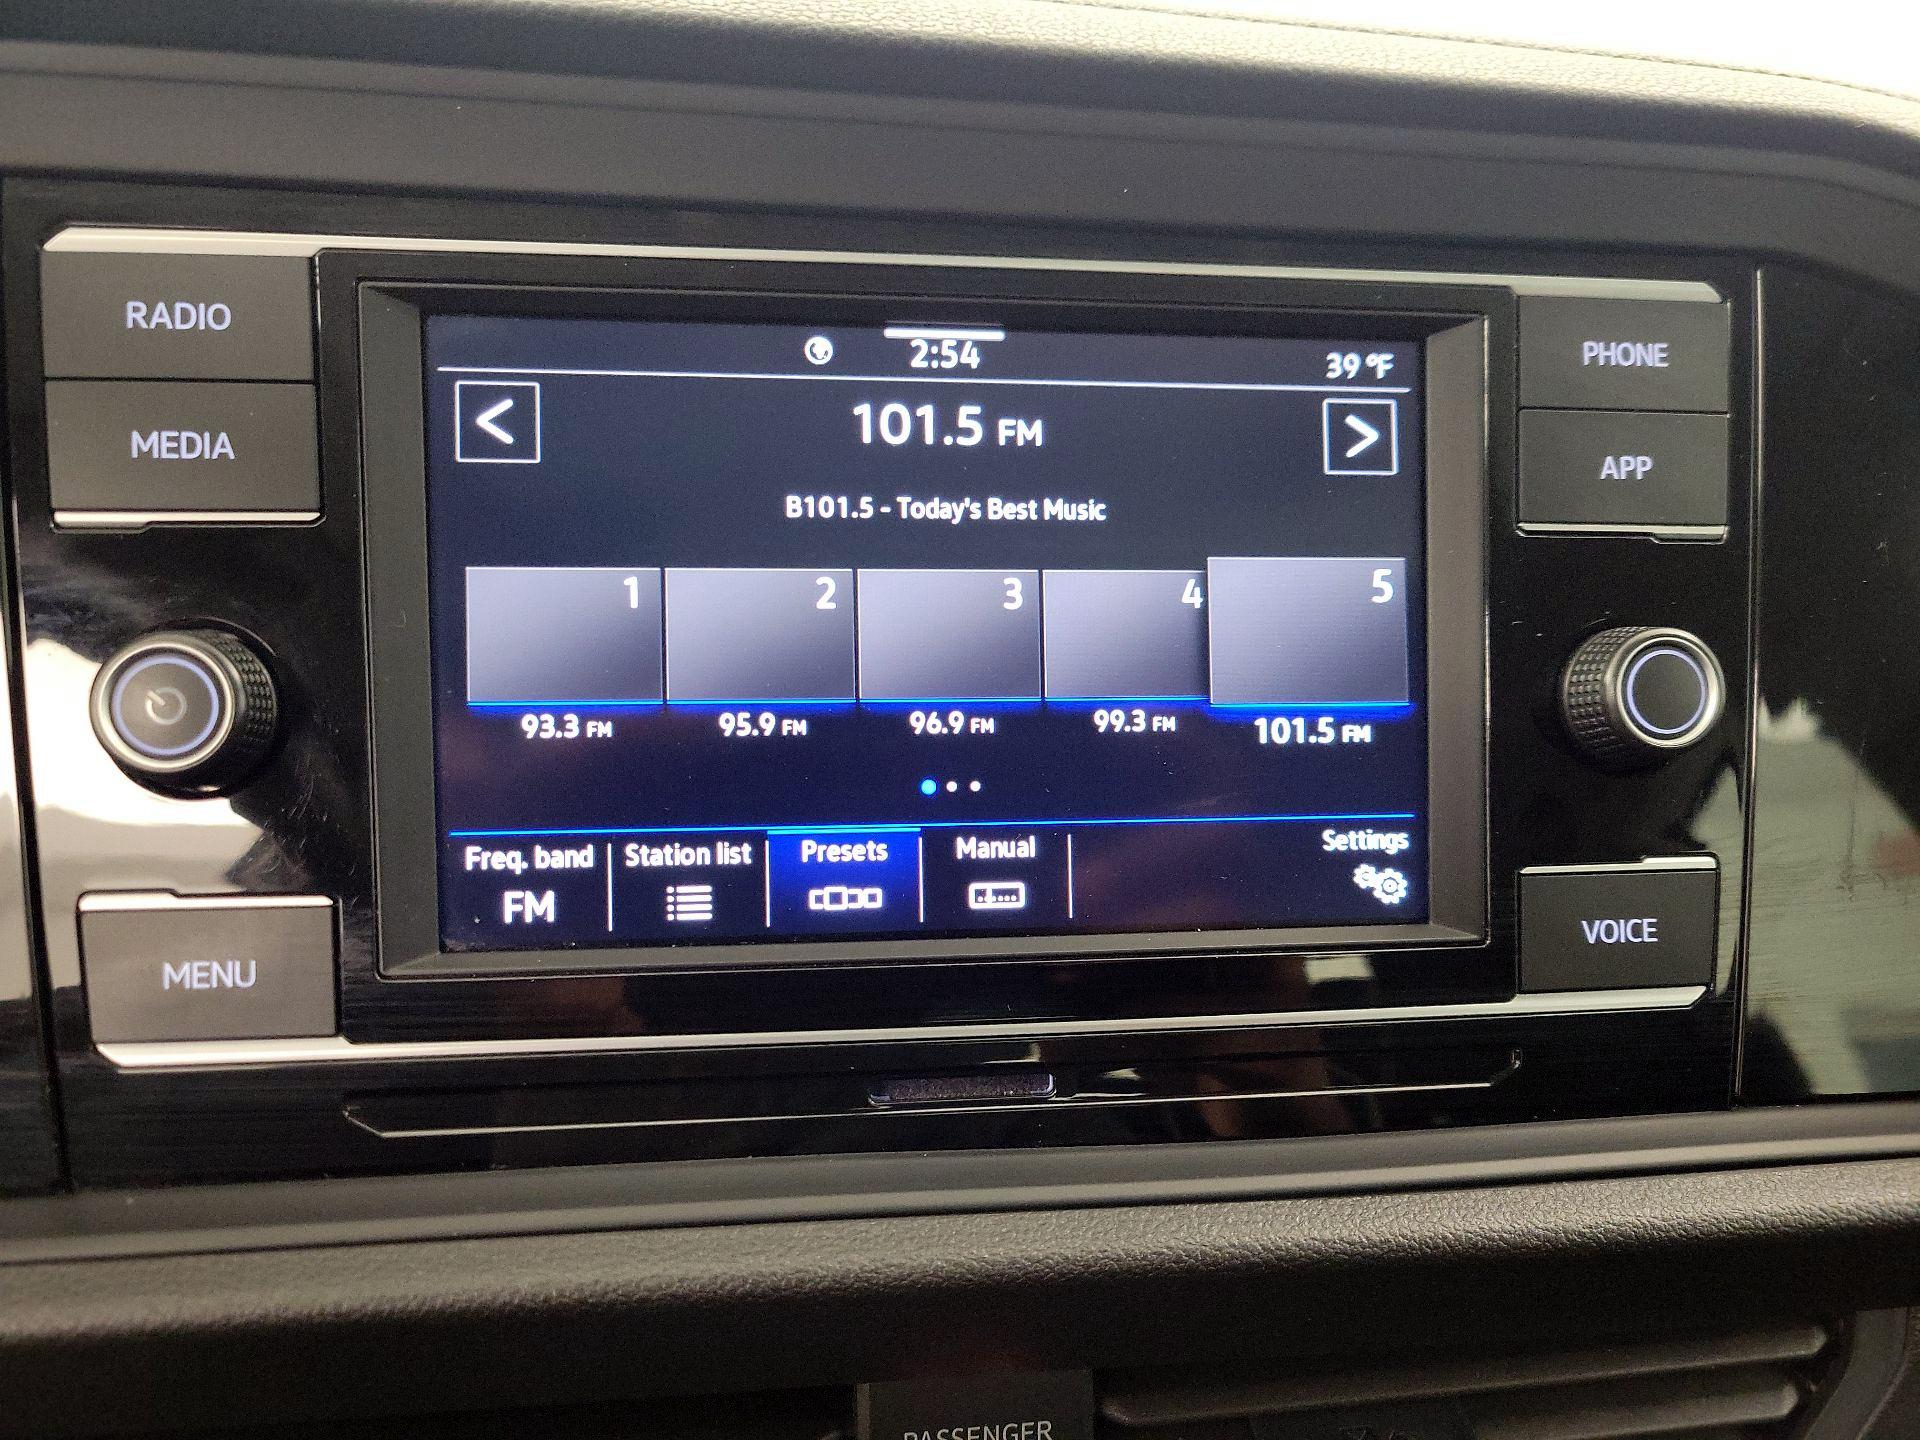 RADIO
MEDIA
MENU
2:54
39 °F
<
101.5 FM
>
B101.5 - Today's Best Music
1
2
3
4
5
93.3 FM
95.9 FM
96.9 FM
99.3 FM
101.5 FM
Freq. band
FM
Station list
Presets
Manual
Settings
PHONE
APP
VOICE
PASSENGER